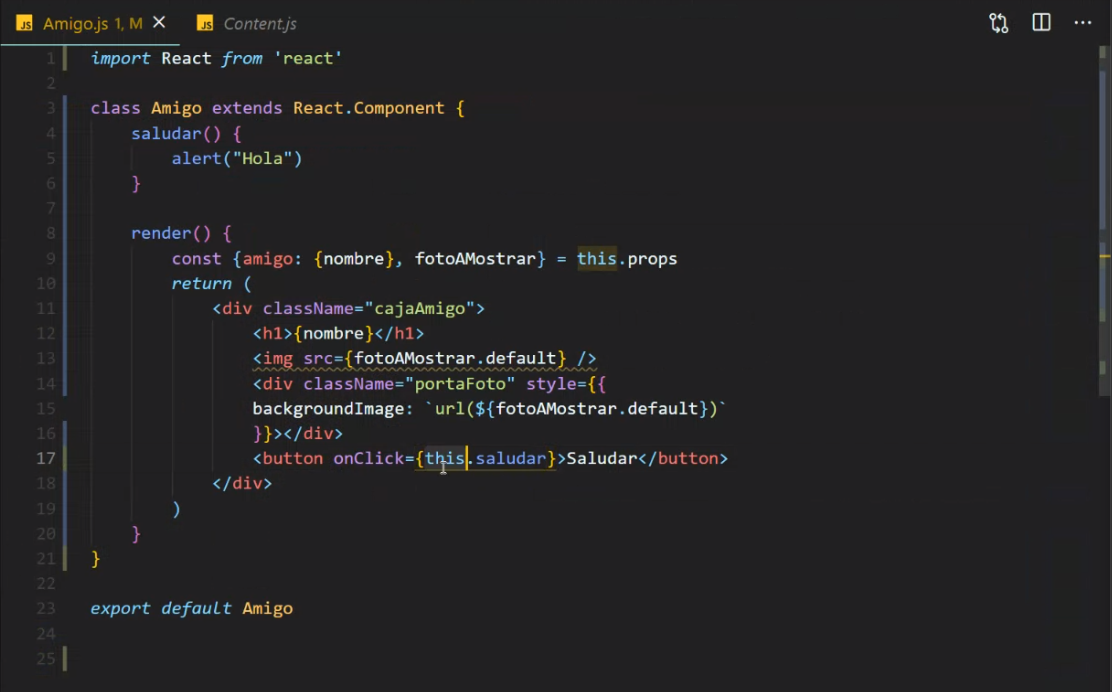 JS Amigo.js 1, M JS Content.js
1 import React from 'react'
2
3 class Amigo extends React.Component {
4 saludar() {
5 alert("Hola")
6 }
7
8 render() {
9 const {amigo: {nombre}, fotoAMostrar} = this.props
10 return (
11 <div className="cajaAmigo">
12 <h1>{nombre}</h1>
13 <img src={fotoAMostrar.default} />
14 <div className="portaFoto" style={{
15 backgroundImage: `url(${fotoAMostrar.default})`
16 }}></div>
17 <button onClick={this.saludar}>Saludar</button>
18 </div>
19 )
20 }
21 }
22
23 export default Amigo
24
25